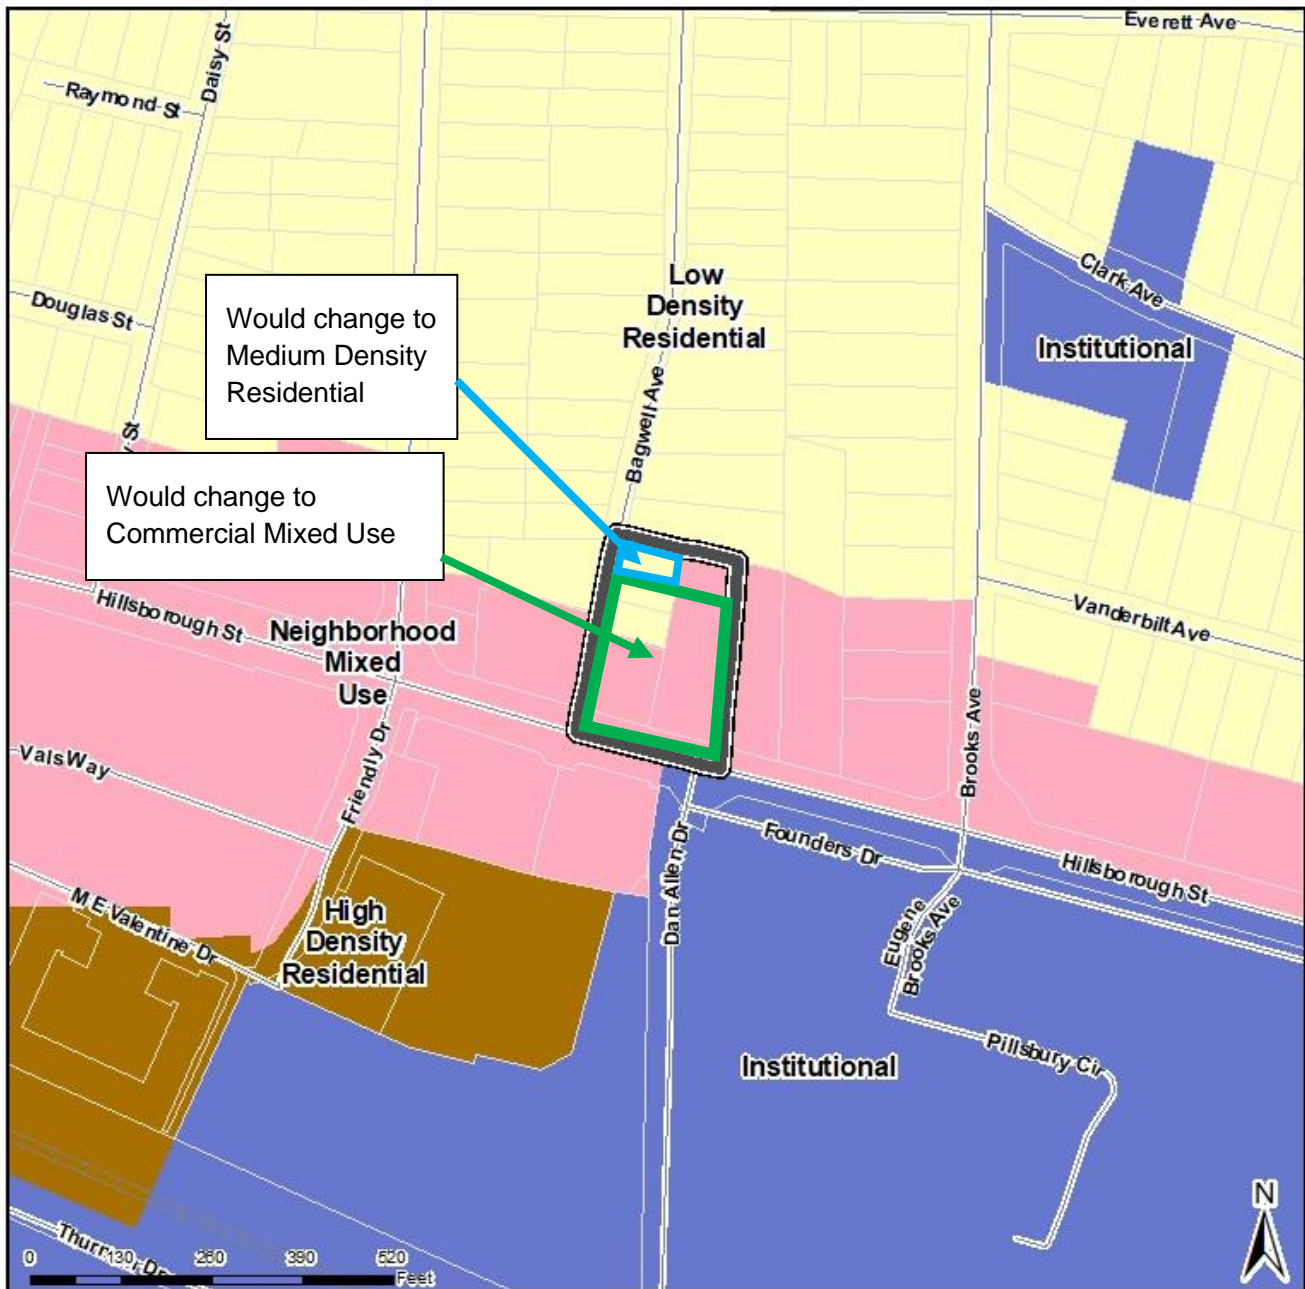 Everett Ave
Daisy St
Raymond St
Low
Density
Residential
Clark Ave
Institutional
Douglas St
Would change to
Medium Density
Residential
Bagwell Ave
y St
Would change to
Commercial Mixed Use
Hillsborough St
Neighborhood
Mixed
Use
Vanderbilt Ave
Brooks Ave
Vals Way
Friendly Dr
Founders Dr
Hillsborough St
Dan Allen Dr
M E Valentine Dr
High
Density
Residential
Eugene
Brooks Ave
Pillsbury Cir
Institutional
N
Dr
0 130 260 390 520
Feet